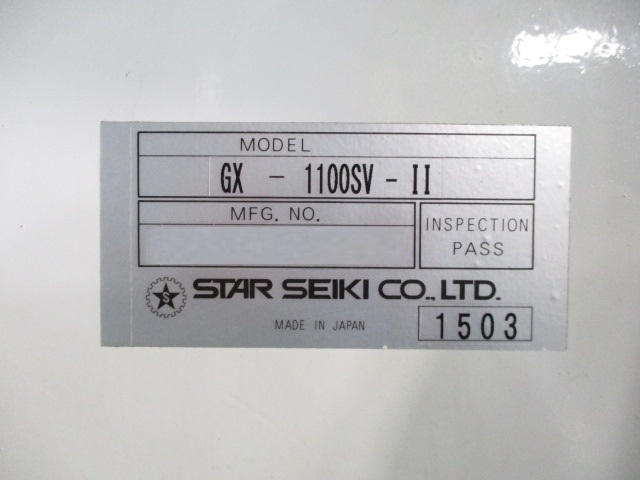 MODEL
GX - 1100SV - II
MFG. NO.
INSPECTION
PASS
S
STAR SEIKI CO., LTD.
MADE IN JAPAN
1503